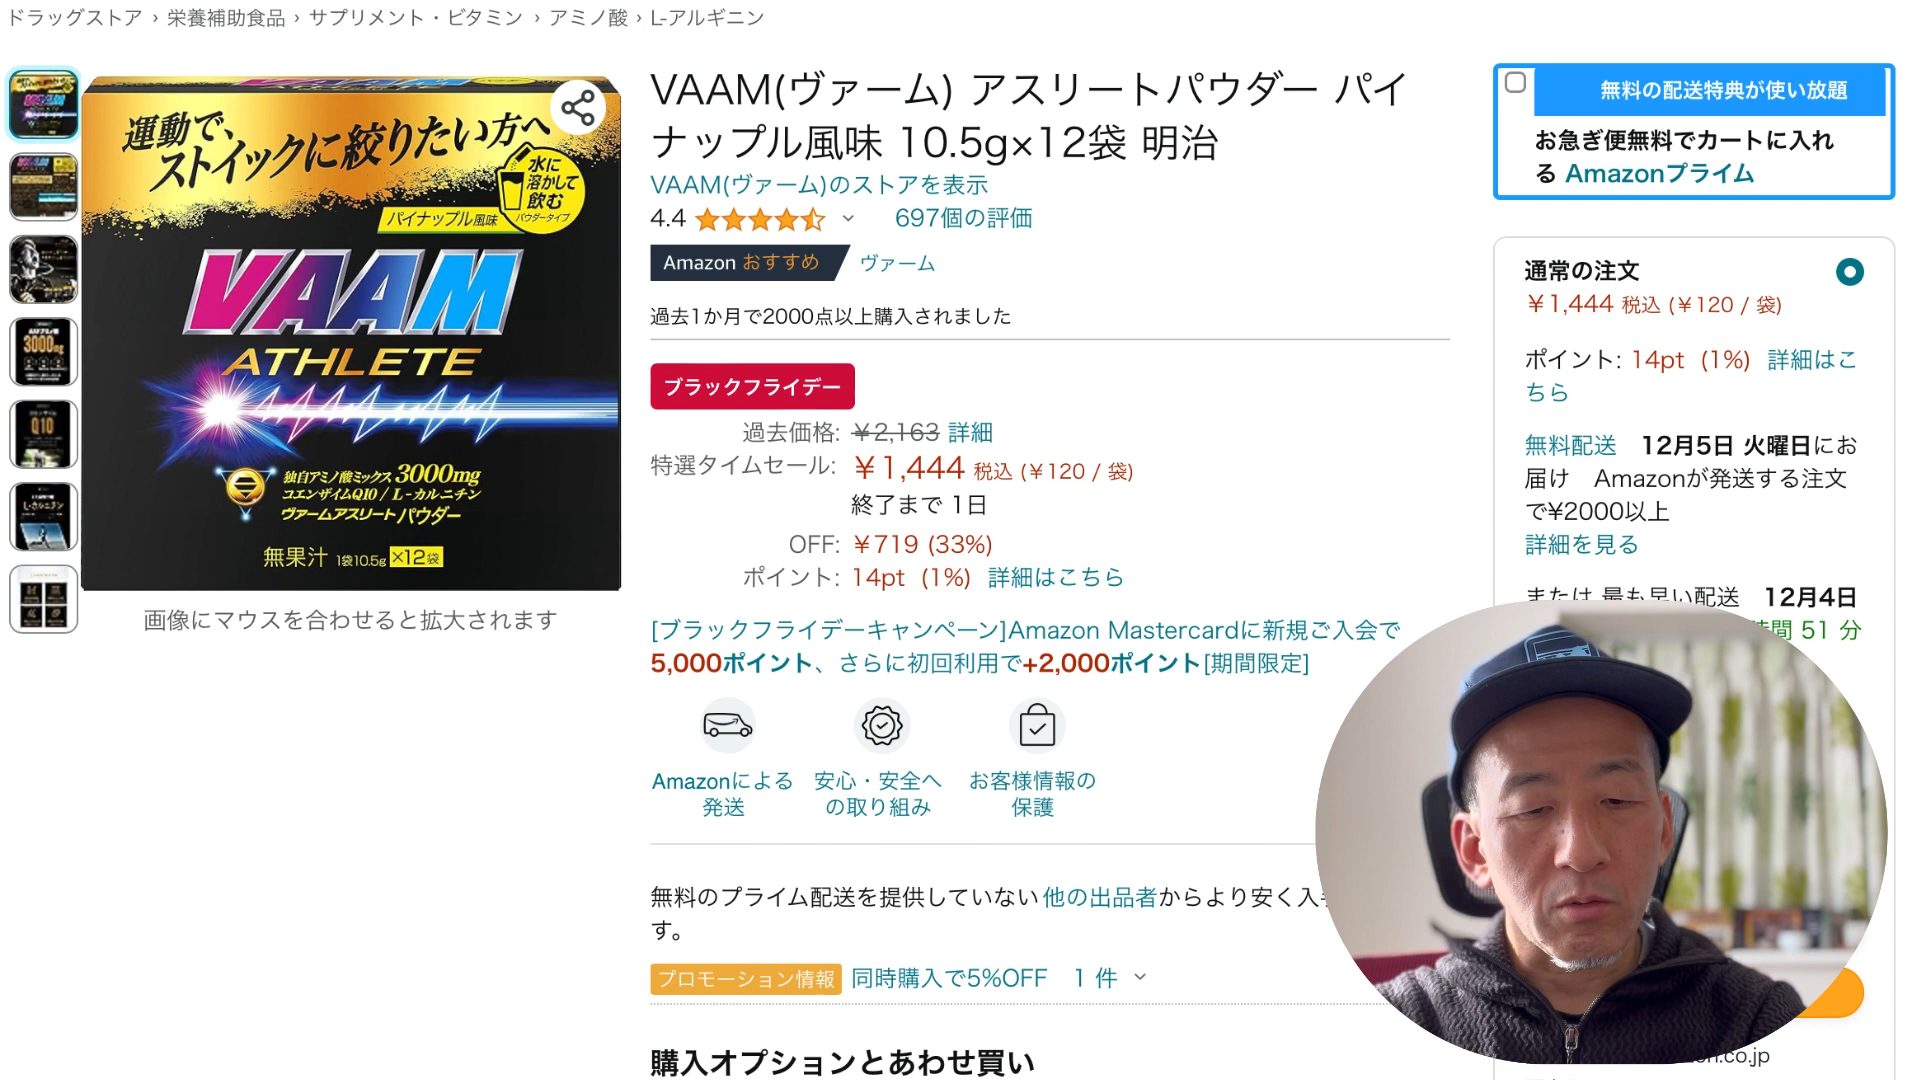 ドラッグストア › 栄養補助食品 › サプリメント・ビタミン › アミノ酸 › L-アルギニン
運動で、
ストイックに絞りたい方へ
水に
溶かして
飲む
パウダータイプ
パイナップル風味
VAAM
ATHLETE
独自アミノ酸ミックス 3000mg
コエンザイムQ10 / L-カルニチン
ヴァームアスリートパウダー
無果汁 1袋10.5g ×12袋
画像にマウスを合わせると拡大されます
3000mg
Q10
L-カルニチン
VAAM(ヴァーム) アスリートパウダー パイ
ナップル風味 10.5g×12袋 明治
VAAM(ヴァーム)のストアを表示
4.4 697個の評価
Amazon おすすめ ヴァーム
過去1か月で2000点以上購入されました
ブラックフライデー
過去価格: ￥2,163 詳細
特選タイムセール: ￥1,444 税込 (￥120 / 袋)
終了まで 1日
OFF: ￥719 (33%)
ポイント: 14pt (1%) 詳細はこちら
[ブラックフライデーキャンペーン]Amazon Mastercardに新規ご入会で
5,000ポイント、さらに初回利用で+2,000ポイント[期間限定]
Amazonによる
発送
安心・安全へ
の取り組み
お客様情報の
保護
無料のプライム配送を提供していない他の出品者からより安く入
す。
プロモーション情報 同時購入で5%OFF 1 件
購入オプションとあわせ買い
無料の配送特典が使い放題
お急ぎ便無料でカートに入れ
る Amazonプライム
通常の注文
￥1,444 税込 (￥120 / 袋)
ポイント: 14pt (1%) 詳細はこ
ちら
無料配送 12月5日 火曜日にお
届け Amazonが発送する注文
で¥2000以上
詳細を見る
または 最も早い配送 12月4日
時間 51 分
on.co.jp